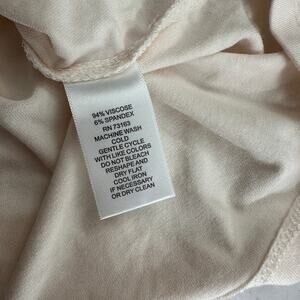 94% VISCOSE
6% SPANDEX
RN 73163
MACHINE WASH
COLD
GENTLE CYCLE
WITH LIKE COLORS
DO NOT BLEACH
RESHAPE AND
DRY FLAT
COOL IRON
IF NECESSARY
OR DRY CLEAN